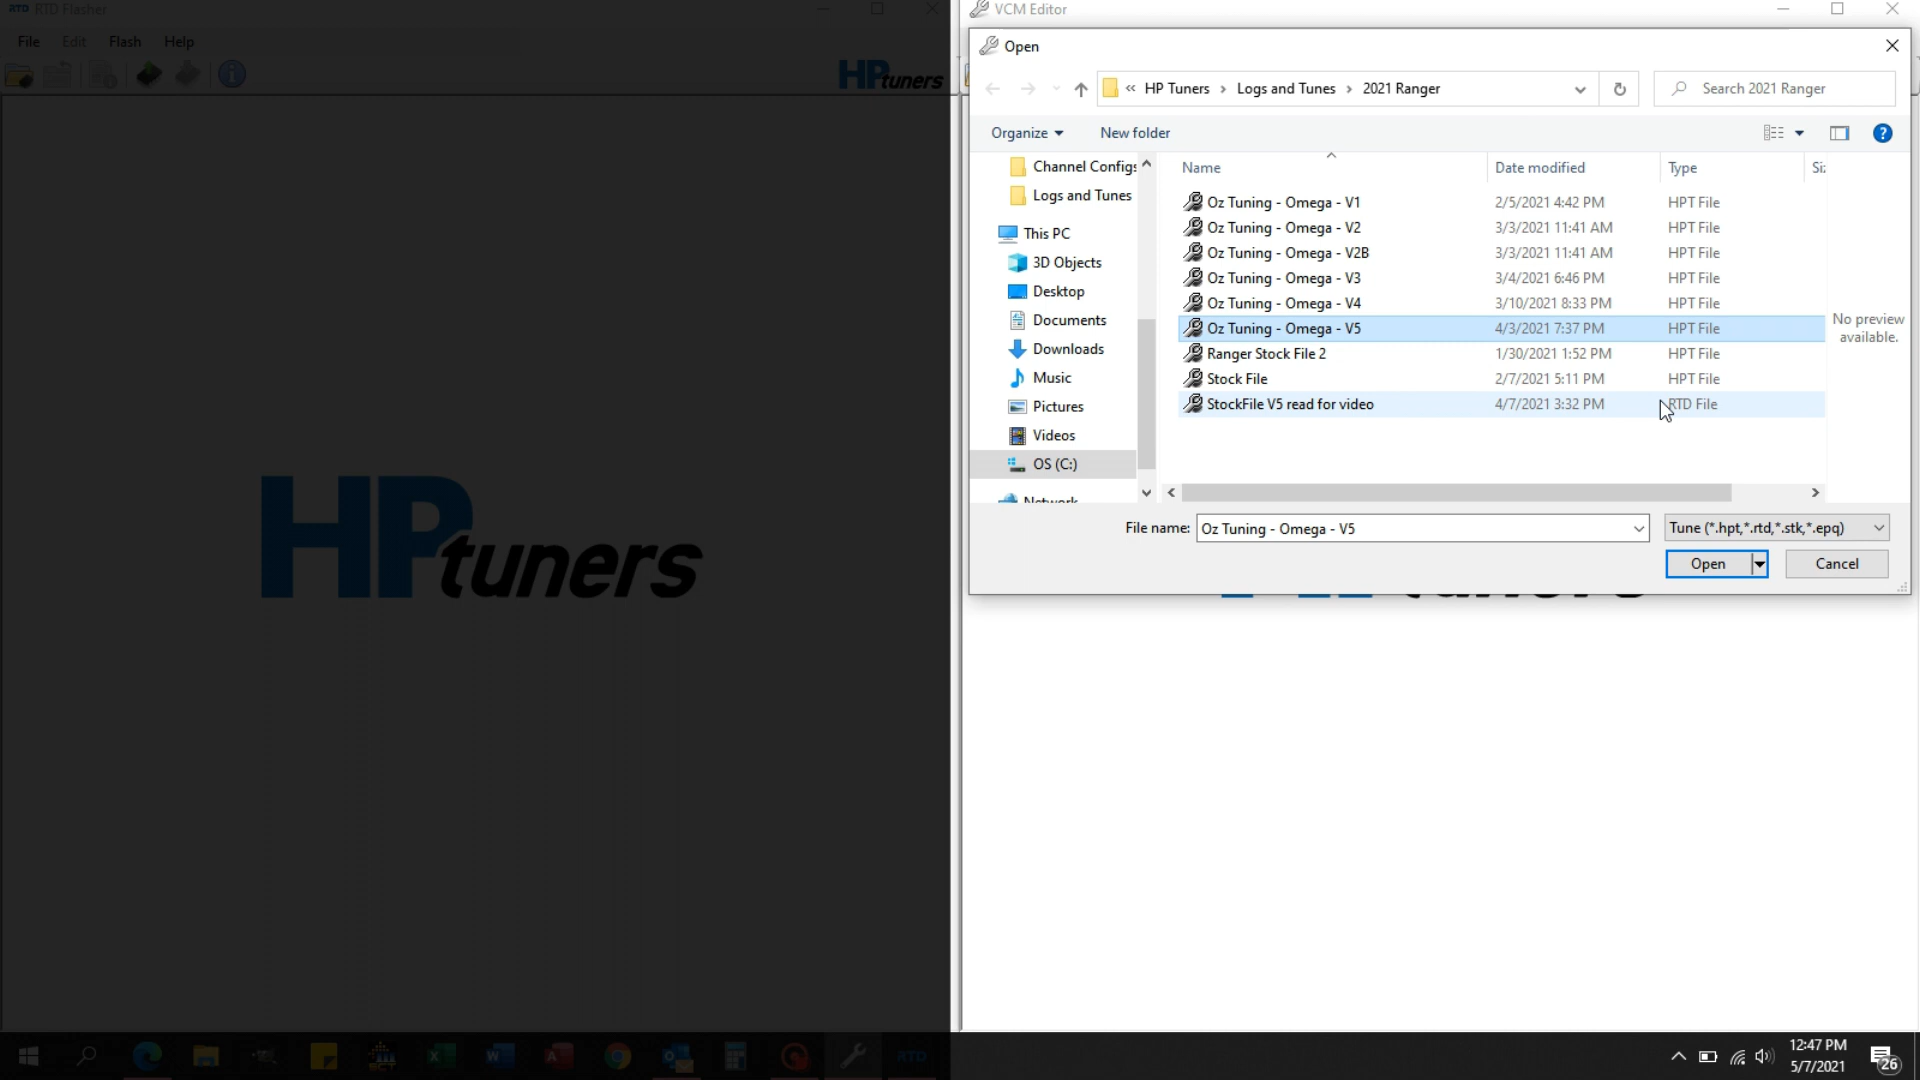 RTD RTD Flasher
File Edit Flash Help
HPtuners
HPtuners
VCM Editor
Open
« HP Tuners › Logs and Tunes › 2021 Ranger
Search 2021 Ranger
Organize New folder
Channel Configs
Logs and Tunes
This PC
3D Objects
Desktop
Documents
Downloads
Music
Pictures
Videos
OS (C:)
Network
Name Date modified Type Siz
Oz Tuning - Omega - V1 2/5/2021 4:42 PM HPT File
Oz Tuning - Omega - V2 3/3/2021 11:41 AM HPT File
Oz Tuning - Omega - V2B 3/3/2021 11:41 AM HPT File
Oz Tuning - Omega - V3 3/4/2021 6:46 PM HPT File
Oz Tuning - Omega - V4 3/10/2021 8:33 PM HPT File
Oz Tuning - Omega - V5 4/3/2021 7:37 PM HPT File
Ranger Stock File 2 1/30/2021 1:52 PM HPT File
Stock File 2/7/2021 5:11 PM HPT File
StockFile V5 read for video 4/7/2021 3:32 PM RTD File
No preview
available.
File name: Oz Tuning - Omega - V5 Tune (*.hpt,*.rtd,*.stk,*.epq)
Open Cancel
RTD
12:47 PM
5/7/2021
26